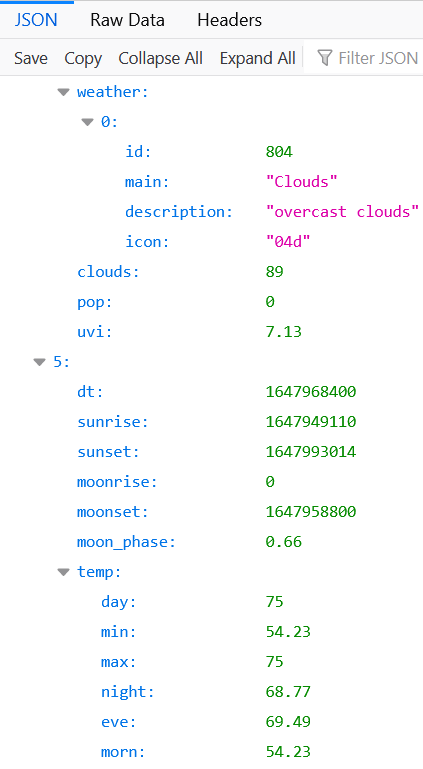 JSON Raw Data Headers
Save Copy Collapse All Expand All Filter JSON
weather:
0:
id: 804
main: "Clouds"
description: "overcast clouds"
icon: "04d"
clouds: 89
pop: 0
uvi: 7.13
5:
dt: 1647968400
sunrise: 1647949110
sunset: 1647993014
moonrise: 0
moonset: 1647958800
moon_phase: 0.66
temp:
day: 75
min: 54.23
max: 75
night: 68.77
eve: 69.49
morn: 54.23